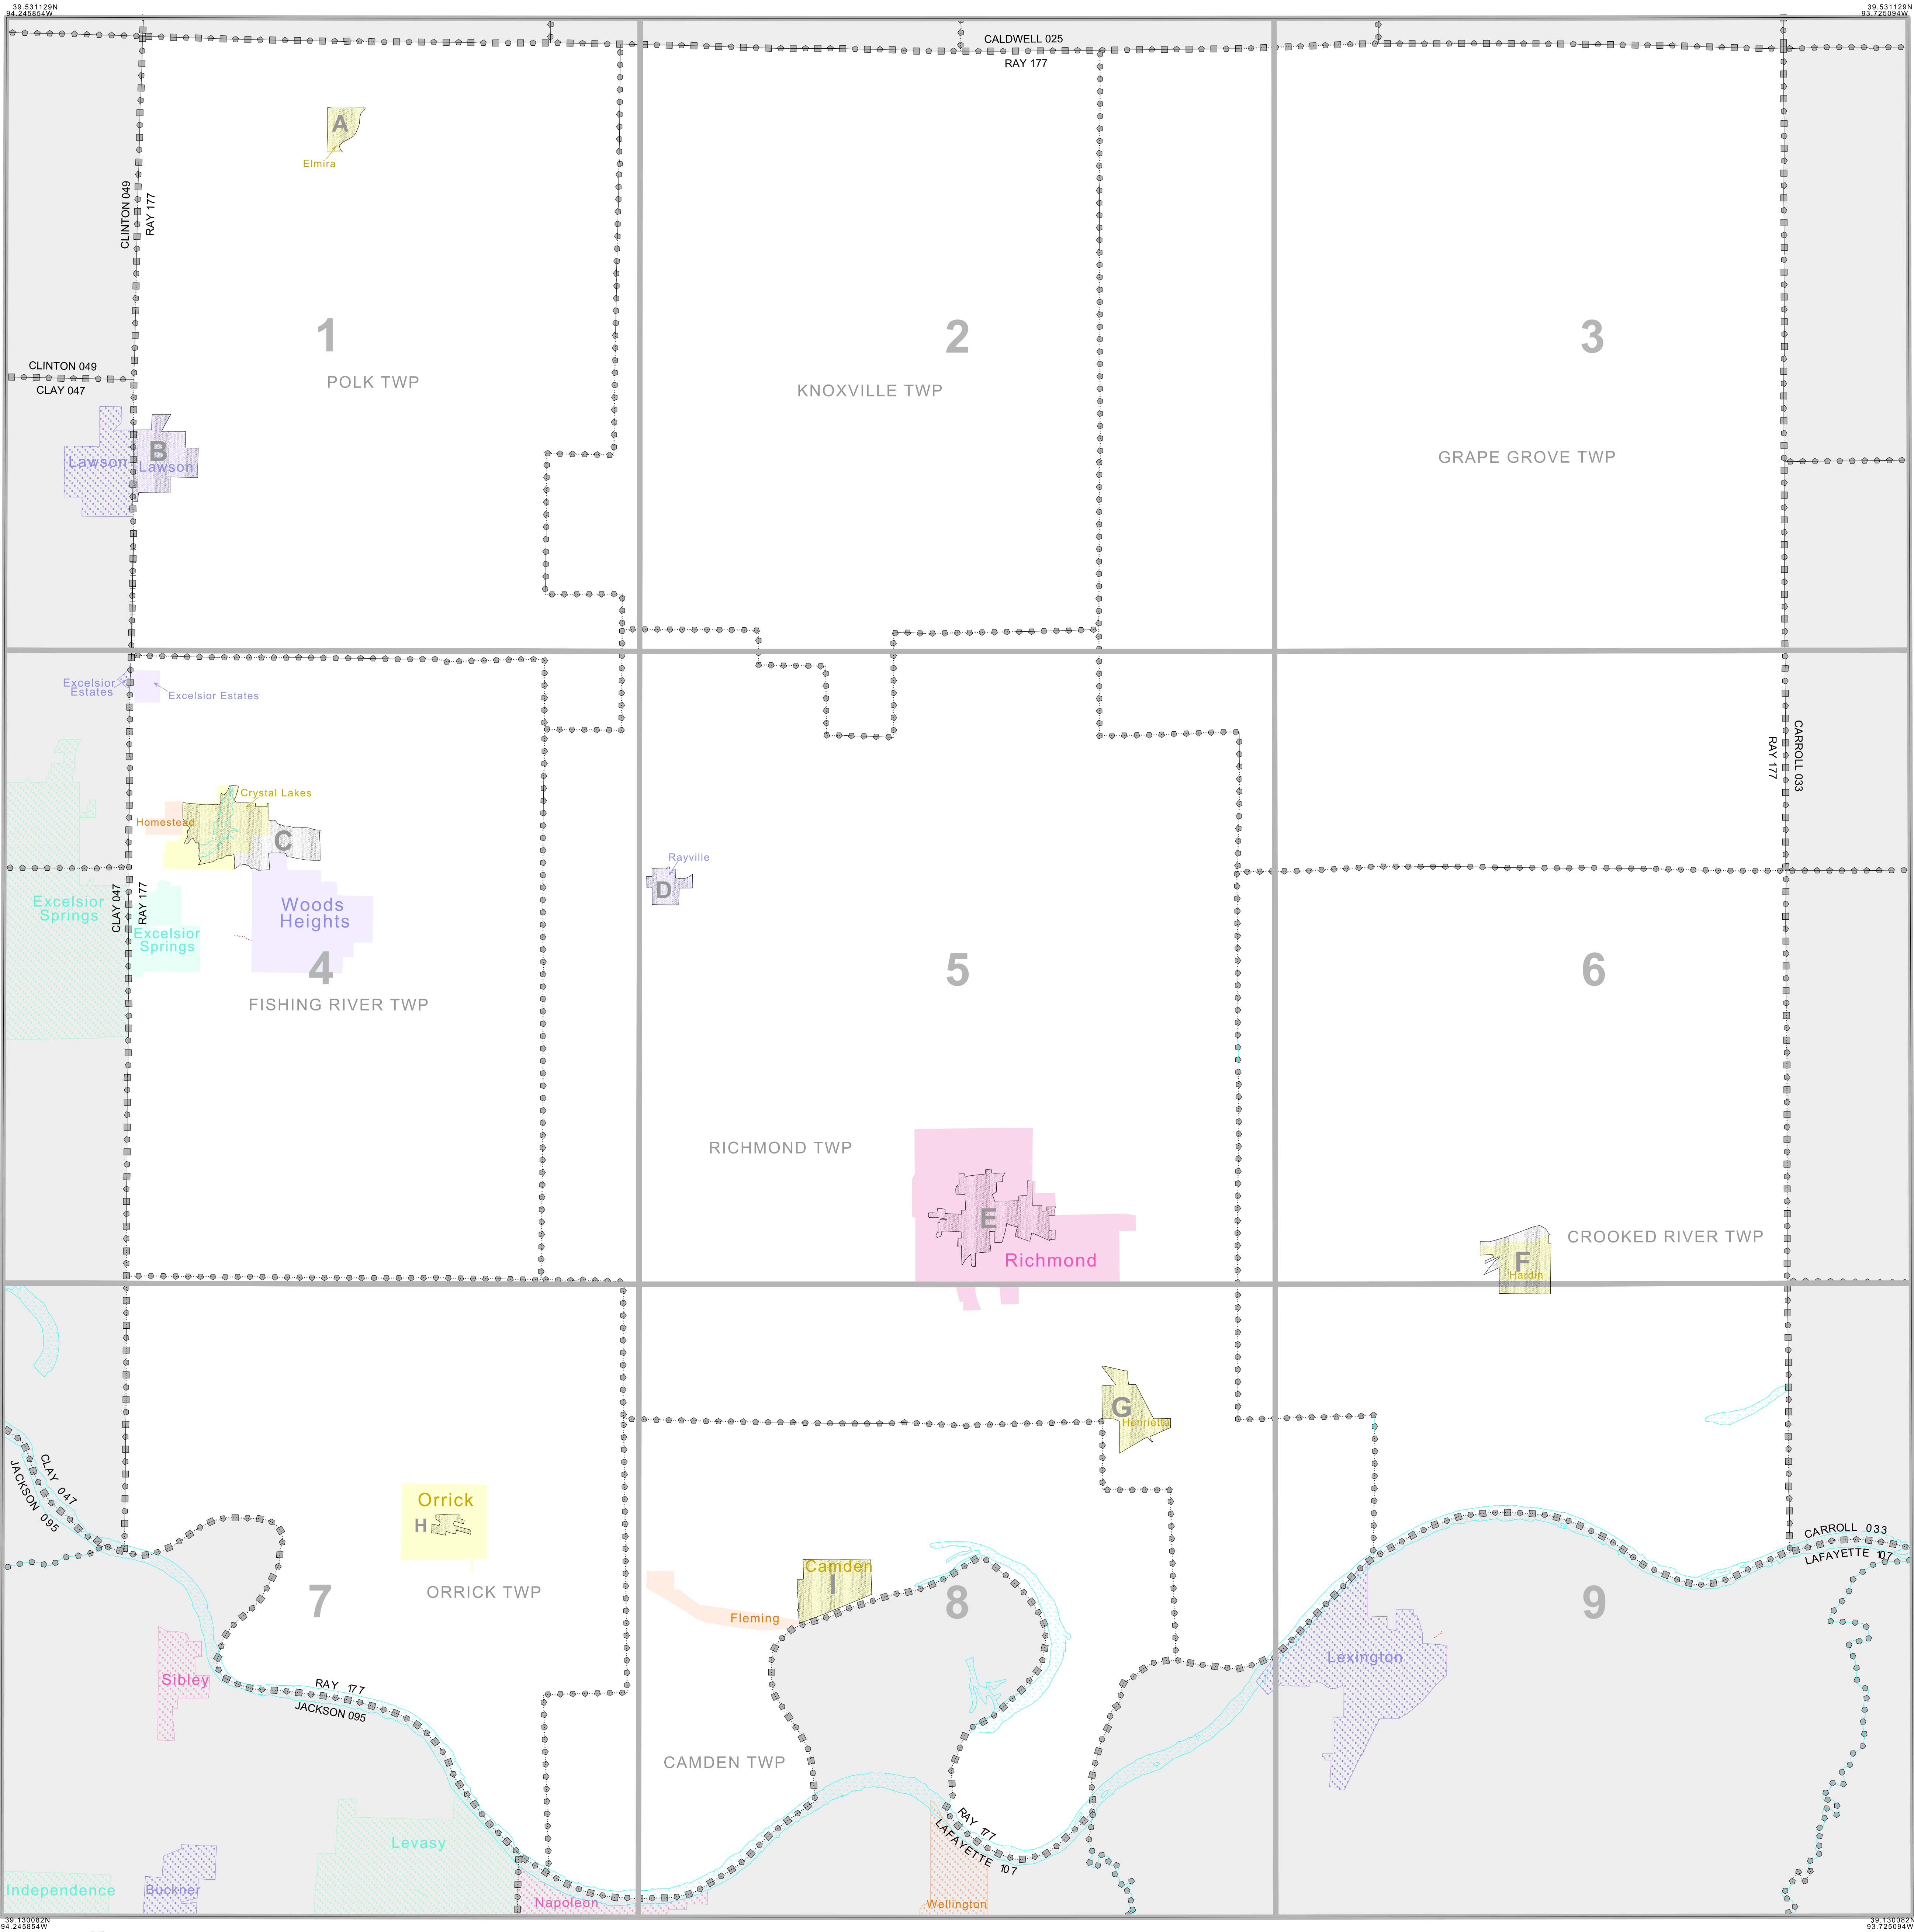 39.531129N
94.245854W
39.531129N
93.725094W
CALDWELL 025
RAY 177
A
Elmira
CLINTON 049
RAY 177
1
2
3
CLINTON 049
CLAY 047
POLK TWP
KNOXVILLE TWP
GRAPE GROVE TWP
B
Lawson
Lawson
Excelsior
Estates
Excelsior Estates
CARROLL 033
RAY 177
Crystal Lakes
Homestead
C
Rayville
D
CLAY 047
RAY 177
Excelsior
Springs
Woods
Heights
Excelsior
Springs
4
5
6
FISHING RIVER TWP
RICHMOND TWP
E
Richmond
CROOKED RIVER TWP
F
Hardin
G
Henrietta
CLAY 047
JACKSON 095
Orrick
H
CARROLL 033
LAFAYETTE 107
Camden
I
ORRICK TWP
7
8
9
Fleming
Lexington
Sibley
RAY 177
JACKSON 095
CAMDEN TWP
RAY 177
LAFAYETTE 107
Levasy
Independence
Buckner
Napoleon
Wellington
39.130082N
94.245854W
39.130082N
93.725094W